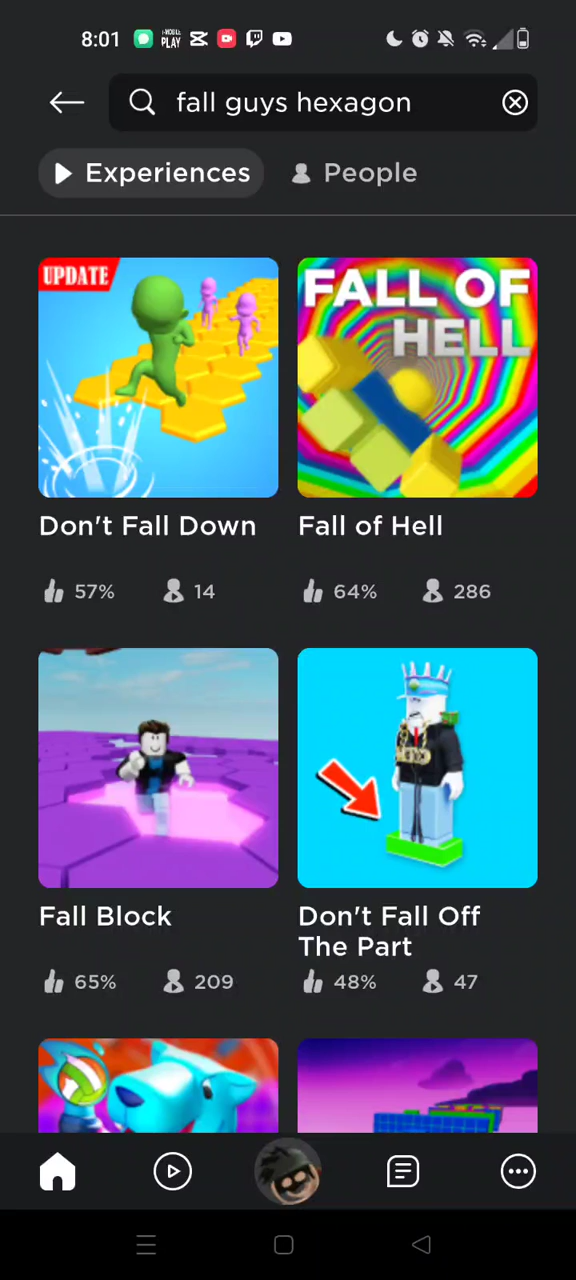 8:01
PLAY
fall guys hexagon
Experiences
People
UPDATE
FALL OF
HELL
Don't Fall Down
Fall of Hell
57%
14
64%
286
Fall Block
Don't Fall Off
The Part
65%
209
48%
47